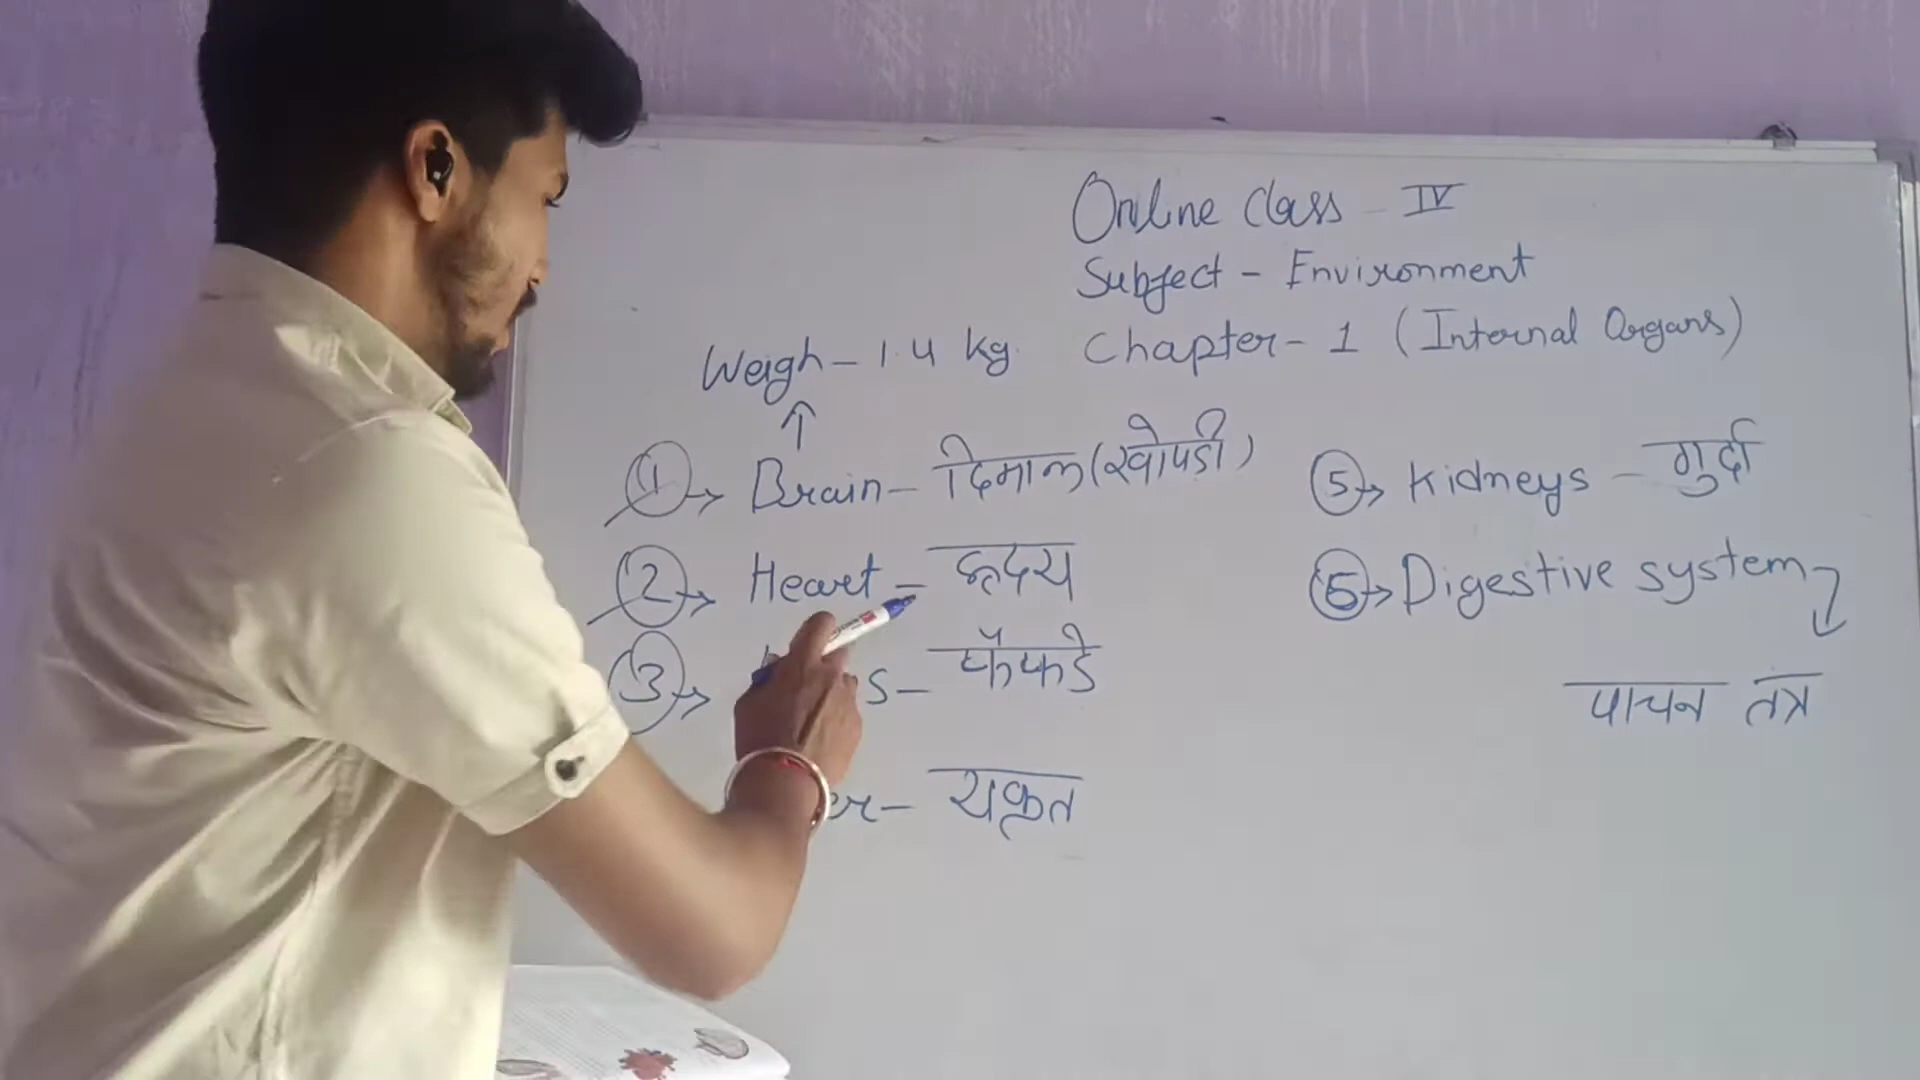 Online Class - IV
Subject - Environment
Chapter - 1 (Internal Organs)
Weigh - 1.4 kg.
① → Brain - दिमाग (खोपडी)
② → Heart - हृदय
③ → s - फेंफडे
er - यकृत
⑤ → Kidneys - गुर्दा
⑥ → Digestive system
पाचन तंत्र